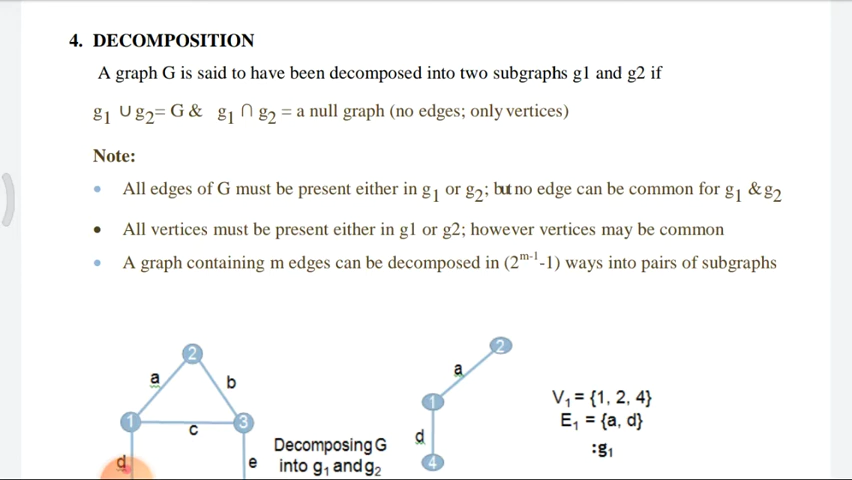 4. DECOMPOSITION
A graph G is said to have been decomposed into two subgraphs g1 and g2 if
g₁ ∪ g₂= G & g₁ ∩ g₂ = a null graph (no edges; only vertices)
Note:
• All edges of G must be present either in g₁ or g₂; but no edge can be common for g₁ & g₂
• All vertices must be present either in g1 or g2; however vertices may be common
• A graph containing m edges can be decomposed in (2ᵐ⁻¹-1) ways into pairs of subgraphs
2
a
b
1
c
3
d
e
Decomposing G
into g₁ and g₂
2
a
1
d
4
V₁ = {1, 2, 4}
E₁ = {a, d}
:g₁